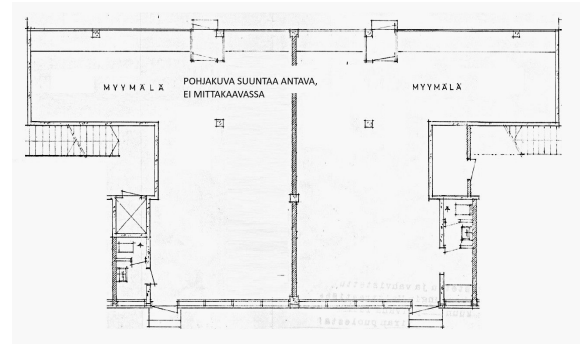 MYYMÄLÄ
POHJAKUVA SUUNTAA ANTAVA,
EI MITTAKAAVASSA
MYYMÄLÄ